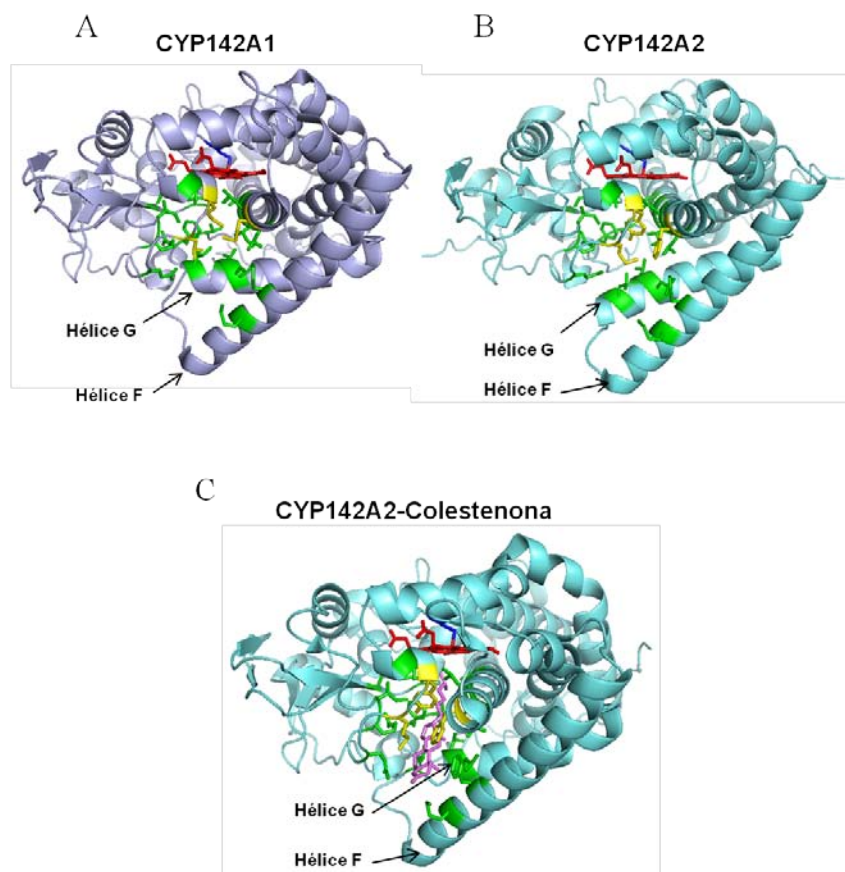 A
CYP142A1
Hélice G
Hélice F
B
CYP142A2
Hélice G
Hélice F
C
CYP142A2-Colestenona
Hélice G
Hélice F